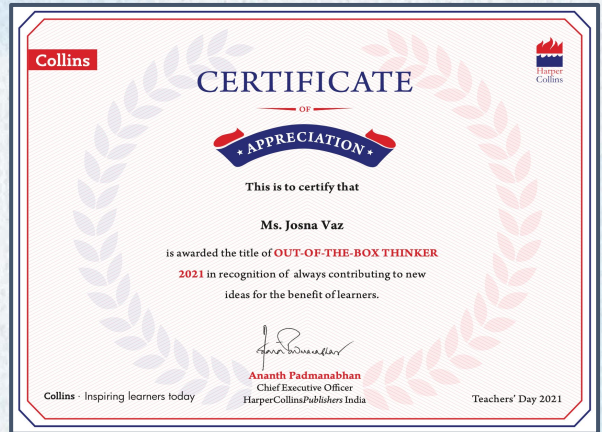 Collins
Harper
Collins
CERTIFICATE
OF
APPRECIATION
This is to certify that
Ms. Josna Vaz
is awarded the title of OUT-OF-THE-BOX THINKER
2021 in recognition of always contributing to new
ideas for the benefit of learners.
Ananth Padmanabhan
Chief Executive Officer
HarperCollinsPublishers India
Collins · Inspiring learners today
Teachers' Day 2021